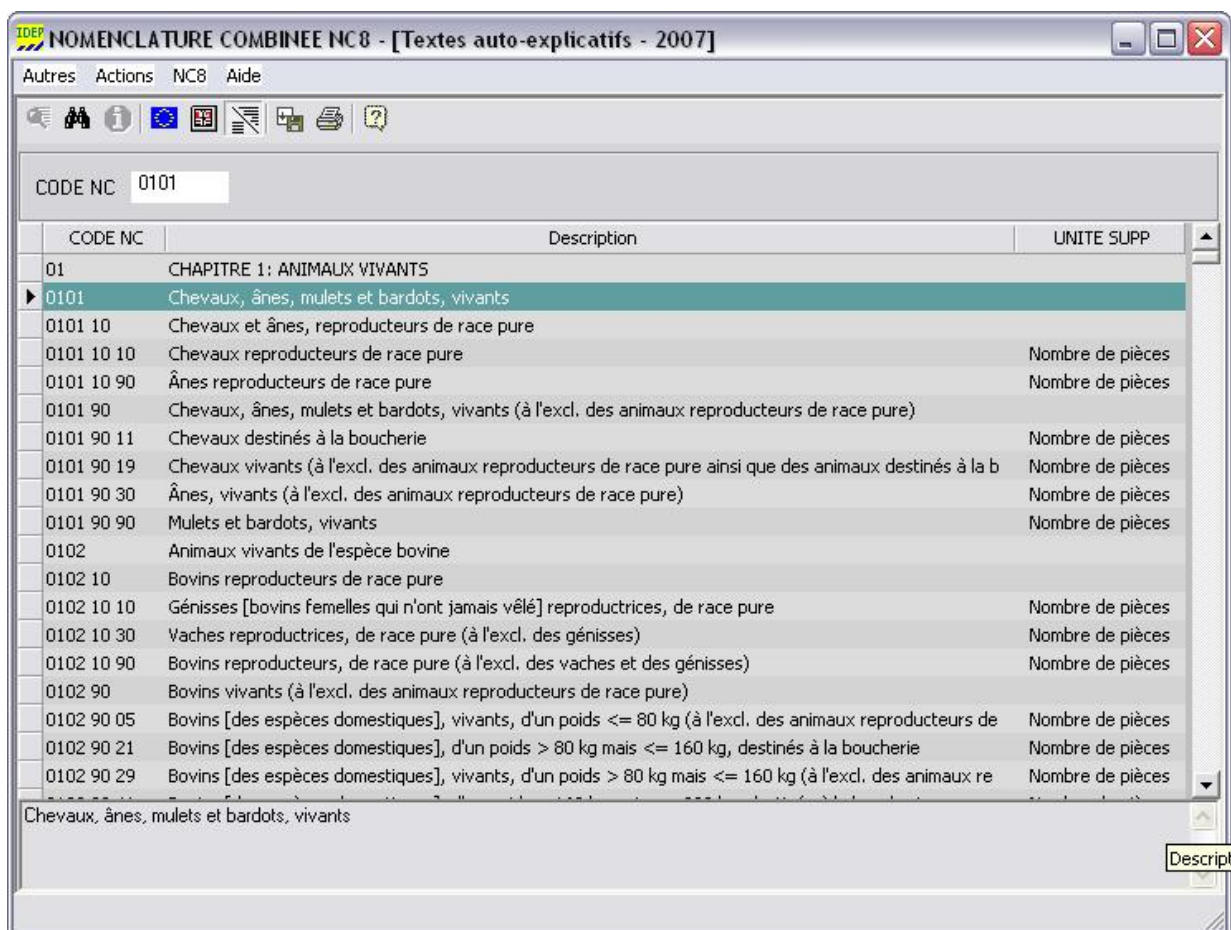 IDEP NOMENCLATURE COMBINEE NC8 - [Textes auto-explicatifs - 2007]
Autres Actions NC8 Aide
CODE NC 0101
CODE NC Description UNITE SUPP
01 CHAPITRE 1: ANIMAUX VIVANTS
0101 Chevaux, ânes, mulets et bardots, vivants
0101 10 Chevaux et ânes, reproducteurs de race pure
0101 10 10 Chevaux reproducteurs de race pure Nombre de pièces
0101 10 90 Ânes reproducteurs de race pure Nombre de pièces
0101 90 Chevaux, ânes, mulets et bardots, vivants (à l'excl. des animaux reproducteurs de race pure)
0101 90 11 Chevaux destinés à la boucherie Nombre de pièces
0101 90 19 Chevaux vivants (à l'excl. des animaux reproducteurs de race pure ainsi que des animaux destinés à la b Nombre de pièces
0101 90 30 Ânes, vivants (à l'excl. des animaux reproducteurs de race pure) Nombre de pièces
0101 90 90 Mulets et bardots, vivants Nombre de pièces
0102 Animaux vivants de l'espèce bovine
0102 10 Bovins reproducteurs de race pure
0102 10 10 Génisses [bovins femelles qui n'ont jamais vêlé] reproductrices, de race pure Nombre de pièces
0102 10 30 Vaches reproductrices, de race pure (à l'excl. des génisses) Nombre de pièces
0102 10 90 Bovins reproducteurs, de race pure (à l'excl. des vaches et des génisses) Nombre de pièces
0102 90 Bovins vivants (à l'excl. des animaux reproducteurs de race pure)
0102 90 05 Bovins [des espèces domestiques], vivants, d'un poids <= 80 kg (à l'excl. des animaux reproducteurs de Nombre de pièces
0102 90 21 Bovins [des espèces domestiques], d'un poids > 80 kg mais <= 160 kg, destinés à la boucherie Nombre de pièces
0102 90 29 Bovins [des espèces domestiques], vivants, d'un poids > 80 kg mais <= 160 kg (à l'excl. des animaux re Nombre de pièces
Chevaux, ânes, mulets et bardots, vivants
Descript